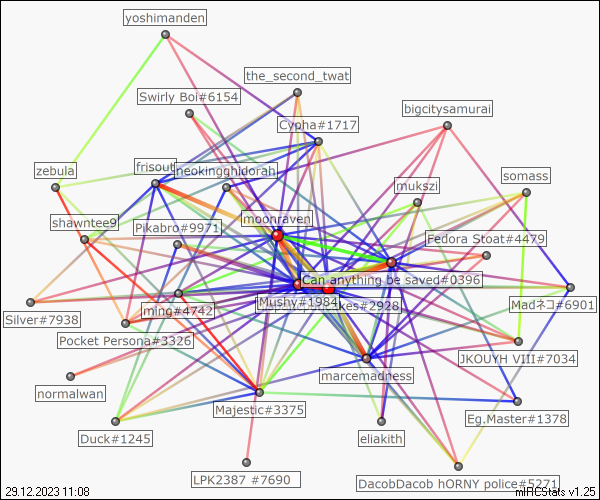 yoshimanden
the_second_twat
Swirly Boi#6154
bigcitysamurai
Cypha#1717
zebula
frisout
neokingghidorah
mukszi
somass
shawntee9
Pikabro#9971
moonraven
Fedora Stoat#4479
Can anything be saved#0396
Silver#7938
ming#4742
Mushy#1984
kes#2928
Madネコ#6901
Pocket Persona#3326
JKOUYH VIII#7034
marcemadness
normalwan
Majestic#3375
Eg.Master#1378
Duck#1245
eliakith
LPK2387 #7690
DacobDacob hORNY police#5271
29.12.2023 11:08
mIRCStats v1.25